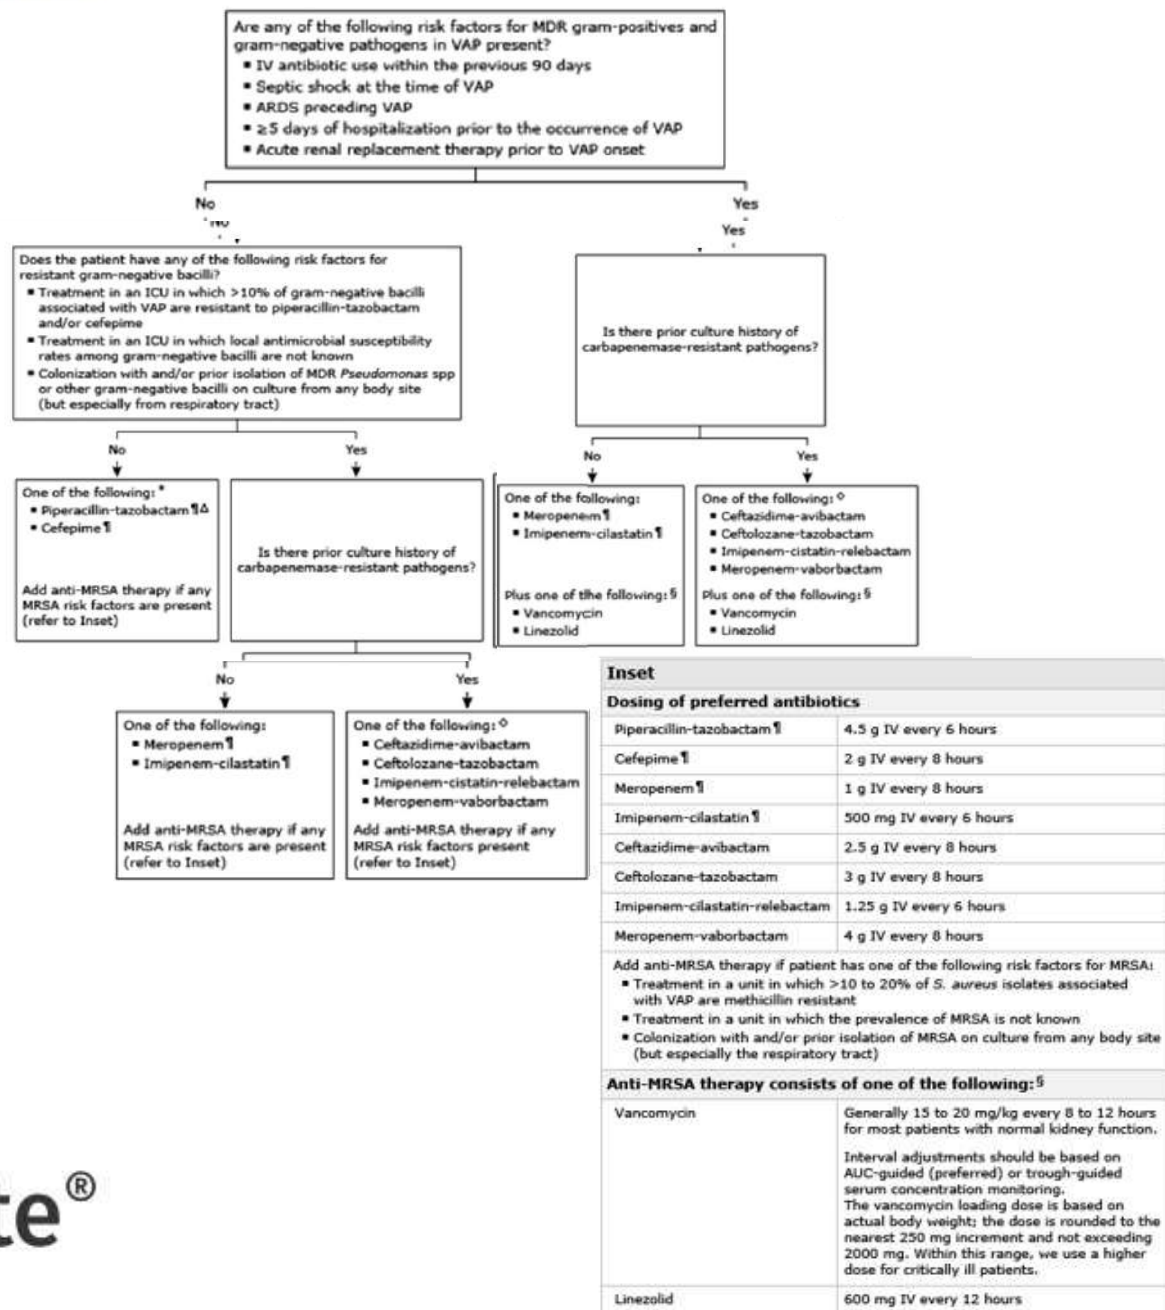 Are any of the following risk factors for MDR gram-positives and
gram-negative pathogens in VAP present?
▪ IV antibiotic use within the previous 90 days
▪ Septic shock at the time of VAP
▪ ARDS preceding VAP
▪ ≥5 days of hospitalization prior to the occurrence of VAP
▪ Acute renal replacement therapy prior to VAP onset
No
Yes
No
Yes
Does the patient have any of the following risk factors for
resistant gram-negative bacilli?
▪ Treatment in an ICU in which >10% of gram-negative bacilli
associated with VAP are resistant to piperacillin-tazobactam
and/or cefepime
▪ Treatment in an ICU in which local antimicrobial susceptibility
rates among gram-negative bacilli are not known
▪ Colonization with and/or prior isolation of MDR Pseudomonas spp
or other gram-negative bacilli on culture from any body site
(but especially from respiratory tract)
Is there prior culture history of
carbapenemase-resistant pathogens?
No
Yes
No
Yes
One of the following:*
▪ Piperacillin-tazobactam¶Δ
▪ Cefepime¶
Add anti-MRSA therapy if any
MRSA risk factors are present
(refer to Inset)
Is there prior culture history of
carbapenemase-resistant pathogens?
One of the following:
▪ Meropenem¶
▪ Imipenem-cilastatin¶
Plus one of the following:§
▪ Vancomycin
▪ Linezolid
One of the following:◊
▪ Ceftazidime-avibactam
▪ Ceftolozane-tazobactam
▪ Imipenem-cistatin-relebactam
▪ Meropenem-vaborbactam
Plus one of the following:§
▪ Vancomycin
▪ Linezolid
No
Yes
One of the following:
▪ Meropenem¶
▪ Imipenem-cilastatin¶
Add anti-MRSA therapy if any
MRSA risk factors are present
(refer to Inset)
One of the following:◊
▪ Ceftazidime-avibactam
▪ Ceftolozane-tazobactam
▪ Imipenem-cistatin-relebactam
▪ Meropenem-vaborbactam
Add anti-MRSA therapy if any
MRSA risk factors present
(refer to Inset)
Inset
Dosing of preferred antibiotics
Piperacillin-tazobactam¶ 4.5 g IV every 6 hours
Cefepime¶ 2 g IV every 8 hours
Meropenem¶ 1 g IV every 8 hours
Imipenem-cilastatin¶ 500 mg IV every 6 hours
Ceftazidime-avibactam 2.5 g IV every 8 hours
Ceftolozane-tazobactam 3 g IV every 8 hours
Imipenem-cilastatin-relebactam 1.25 g IV every 6 hours
Meropenem-vaborbactam 4 g IV every 8 hours
Add anti-MRSA therapy if patient has one of the following risk factors for MRSA:
▪ Treatment in a unit in which >10 to 20% of S. aureus isolates associated
with VAP are methicillin resistant
▪ Treatment in a unit in which the prevalence of MRSA is not known
▪ Colonization with and/or prior isolation of MRSA on culture from any body site
(but especially the respiratory tract)
Anti-MRSA therapy consists of one of the following:§
Vancomycin Generally 15 to 20 mg/kg every 8 to 12 hours
for most patients with normal kidney function.
Interval adjustments should be based on
AUC-guided (preferred) or trough-guided
serum concentration monitoring.
The vancomycin loading dose is based on
actual body weight; the dose is rounded to the
nearest 250 mg increment and not exceeding
2000 mg. Within this range, we use a higher
dose for critically ill patients.
Linezolid 600 mg IV every 12 hours
te®